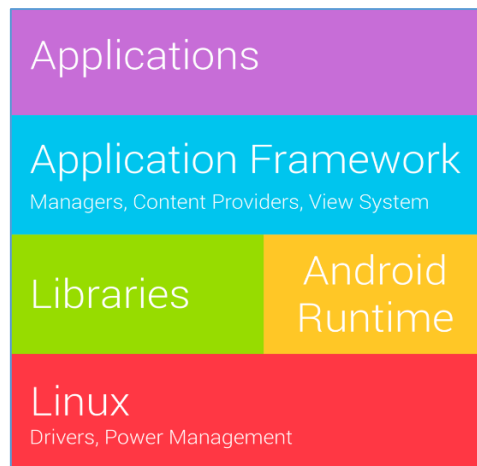 Applications
Application Framework
Managers, Content Providers, View System
Libraries
Android
Runtime
Linux
Drivers, Power Management